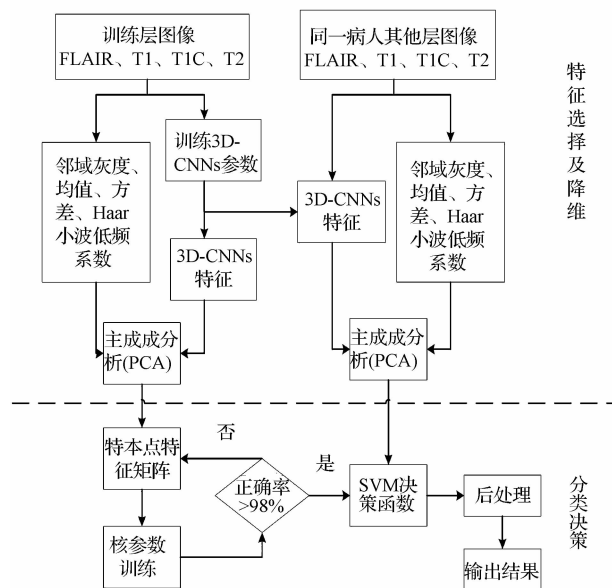 训练层图像
FLAIR、T1、T1C、T2
同一病人其他层图像
FLAIR、T1、T1C、T2
训练3D-
CNNs参数
邻域灰度、
均值、方
差、Haar
小波低频
系数
3D-CNNs
特征
3D-CNNs
特征
邻域灰度、
均值、方
差、Haar
小波低频
系数
特征选择及降维
主成成分
析(PCA)
主成成分
析(PCA)
特本点特
征矩阵
否
正确率
>98%
是
SVM决
策函数
后处理
分类决策
核参数
训练
输出结果